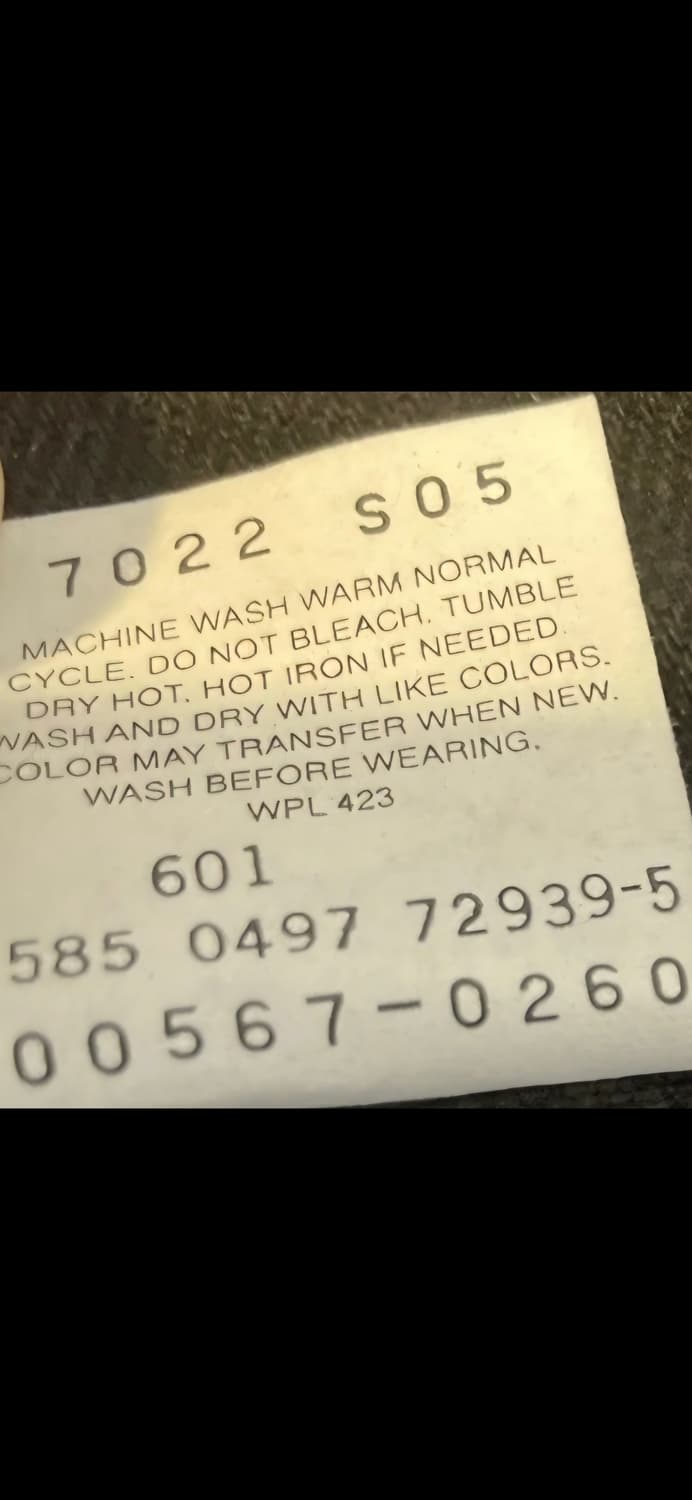 7022 S05
MACHINE WASH WARM NORMAL
CYCLE. DO NOT BLEACH. TUMBLE
DRY HOT. HOT IRON IF NEEDED.
WASH AND DRY WITH LIKE COLORS.
COLOR MAY TRANSFER WHEN NEW.
WASH BEFORE WEARING.
WPL 423
601
585 0497 72939-5
00567-0260